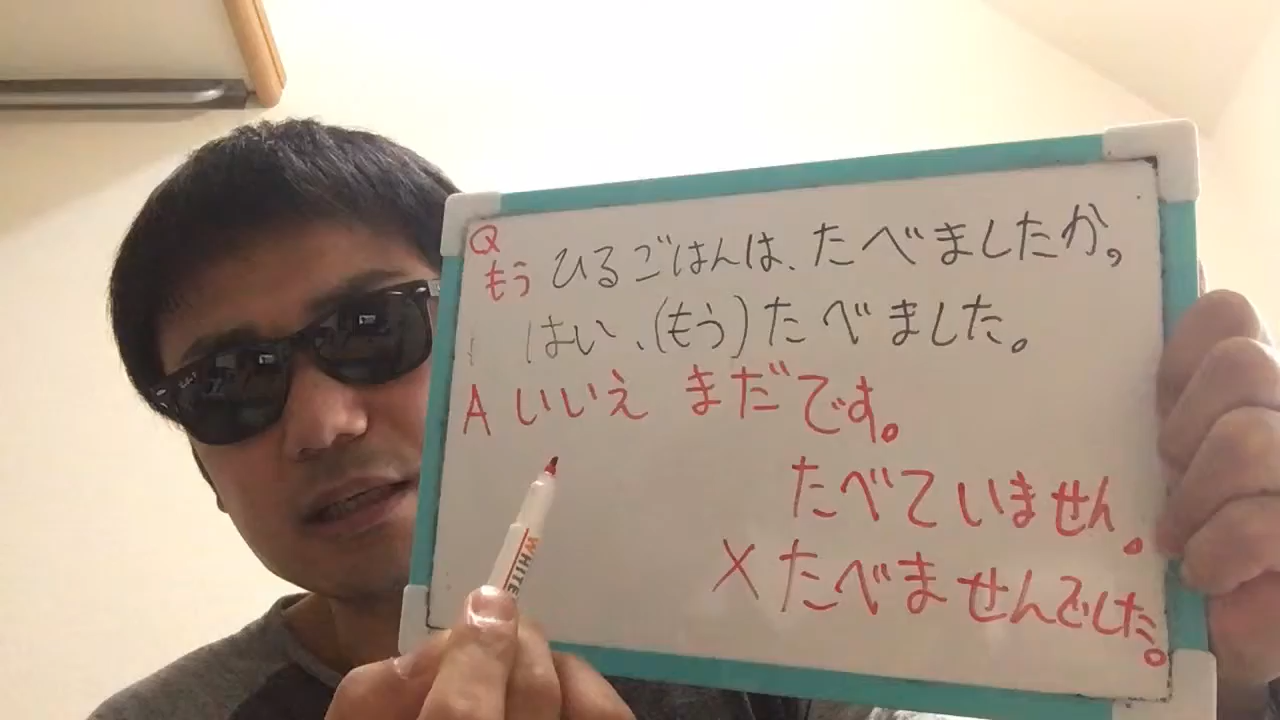 Q
もう ひるごはんは、たべましたか。
はい、(もう)たべました。
A いいえ まだです。
たべていません。
×たべませんでした。
WHITE